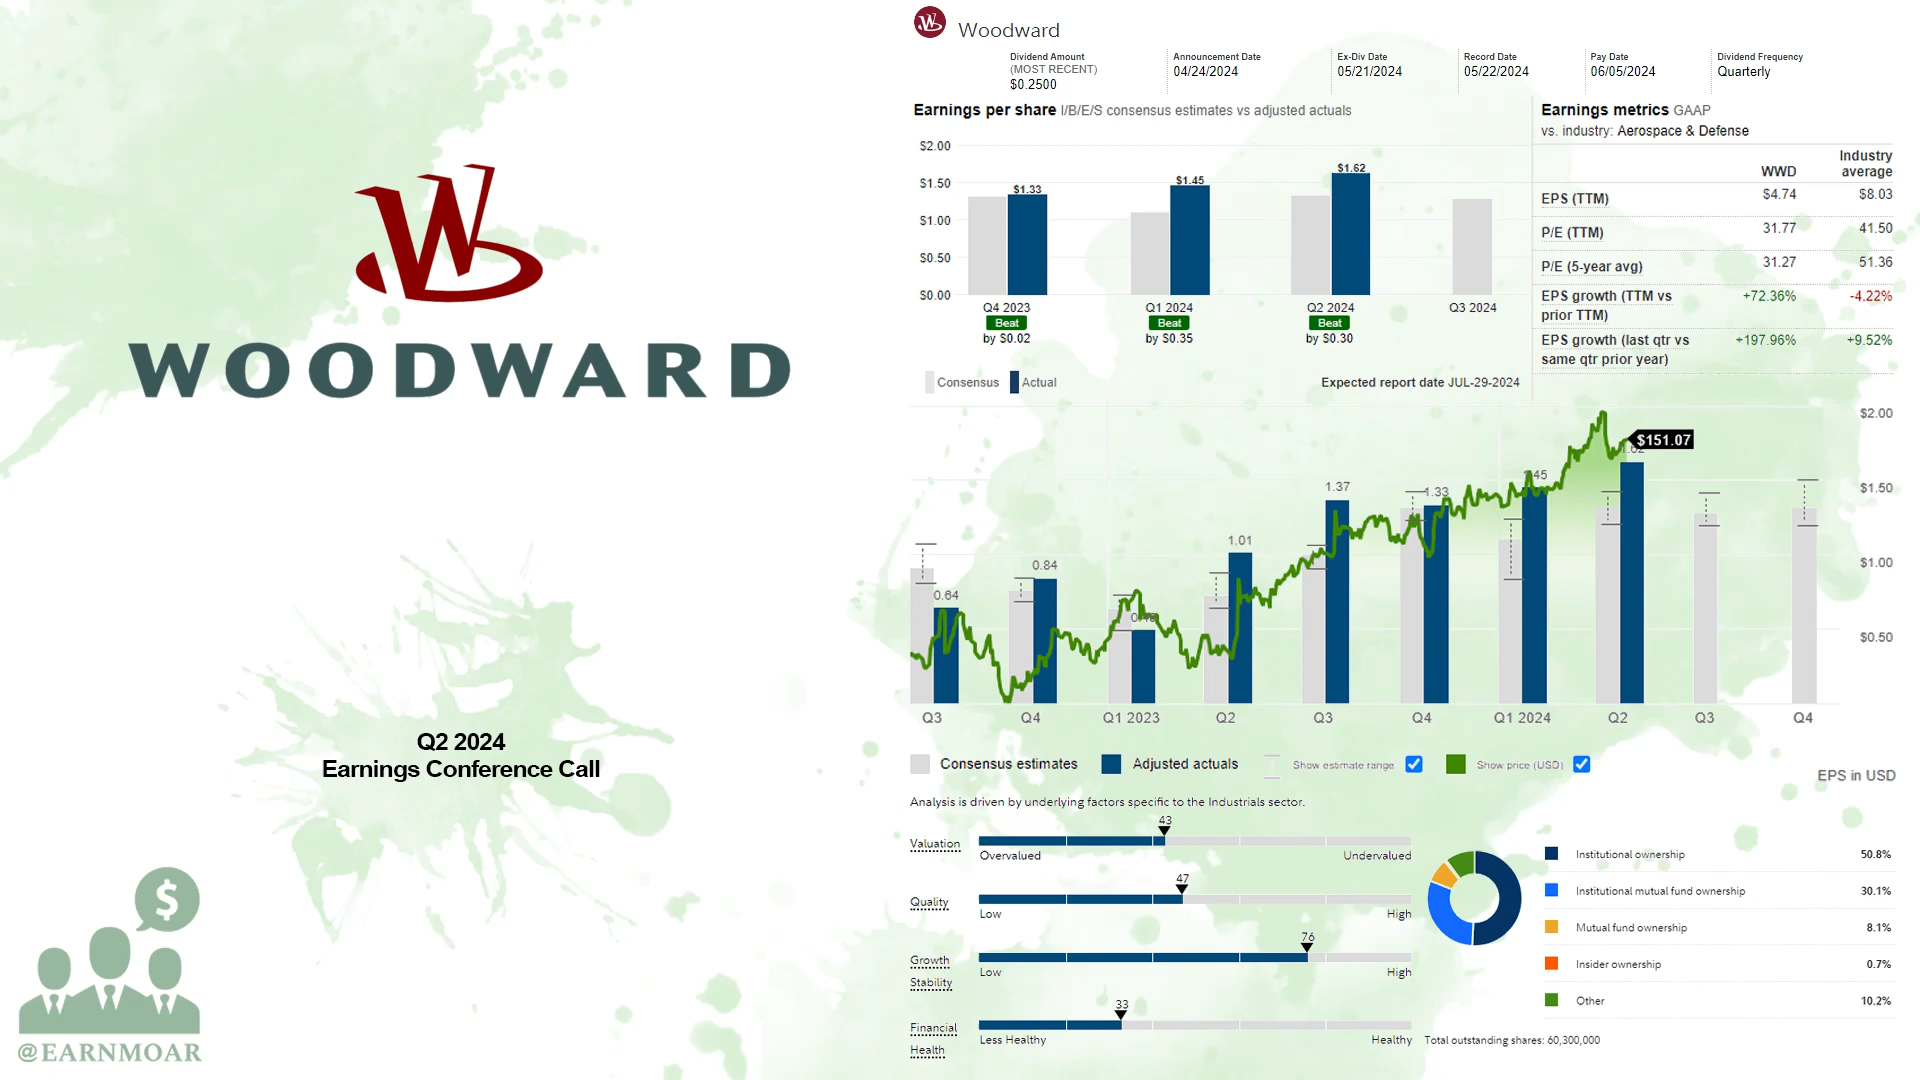 WOODWARD
Q2 2024
Earnings Conference Call
$
@EARNMOAR
Woodward
Dividend Amount
(MOST RECENT)
$0.2500
Announcement Date
04/24/2024
Ex-Div Date
05/21/2024
Record Date
05/22/2024
Pay Date
06/05/2024
Dividend Frequency
Quarterly
Earnings per share I/B/E/S consensus estimates vs adjusted actuals
$2.00
$1.50
$1.00
$0.50
$0.00
$1.33
$1.45
$1.62
Q4 2023
Beat
by $0.02
Q1 2024
Beat
by $0.35
Q2 2024
Beat
by $0.30
Q3 2024
Consensus Actual
Expected report date JUL-29-2024
Earnings metrics GAAP
vs. industry: Aerospace & Defense
WWD Industry average
EPS (TTM) $4.74 $8.03
P/E (TTM) 31.77 41.50
P/E (5-year avg) 31.27 51.36
EPS growth (TTM vs prior TTM) +72.36% -4.22%
EPS growth (last qtr vs same qtr prior year) +197.96% +9.52%
$2.00
$1.50
$1.00
$0.50
0.64
0.84
1.01
1.37
1.33
1.45
1.62
$151.07
Q3 Q4 Q1 2023 Q2 Q3 Q4 Q1 2024 Q2 Q3 Q4
Consensus estimates Adjusted actuals Show estimate range Show price (USD)
EPS in USD
Analysis is driven by underlying factors specific to the Industrials sector.
Valuation
43
Overvalued Undervalued
Quality
47
Low High
Growth Stability
76
Low High
Financial Health
33
Less Healthy Healthy
Institutional ownership 50.8%
Institutional mutual fund ownership 30.1%
Mutual fund ownership 8.1%
Insider ownership 0.7%
Other 10.2%
Total outstanding shares: 60,300,000